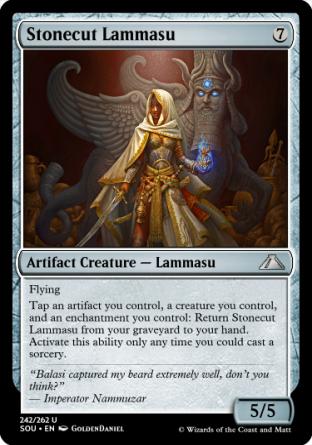 Stonecut Lammasu 7
Artifact Creature — Lammasu
Flying
Tap an artifact you control, a creature you control,
and an enchantment you control: Return Stonecut
Lammasu from your graveyard to your hand.
Activate this ability only any time you could cast a
sorcery.
“Balasi captured my beard extremely well, don’t
you think?”
— Imperator Nammuzar
5/5
242/262 U
SOU • EN GoldenDaniel
© Wizards of the Coast and Matt